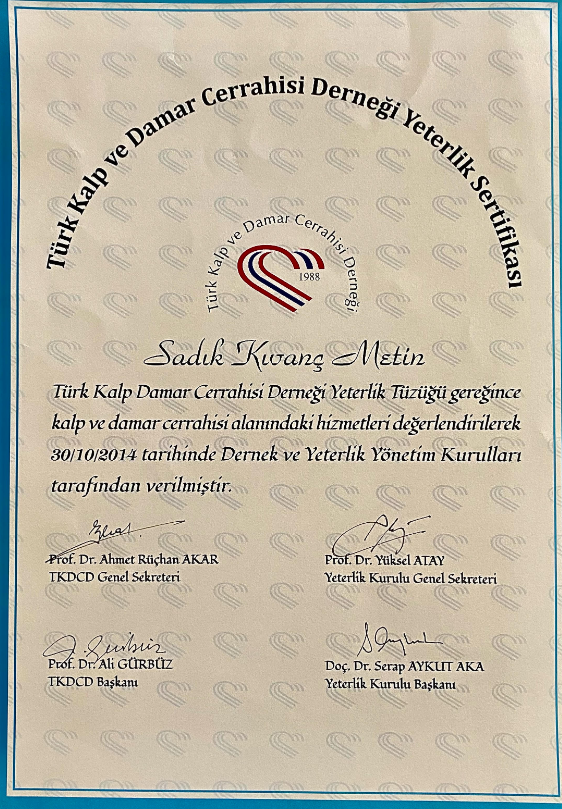 Türk Kalp ve Damar Cerrahisi Derneği Yeterlik Sertifikası
Türk Kalp ve Damar Cerrahisi Derneği
1988
Sadık Kıvanç Metin
Türk Kalp Damar Cerrahisi Derneği Yeterlik Tüzüğü gereğince
kalp ve damar cerrahisi alanındaki hizmetleri değerlendirilerek
30/10/2014 tarihinde Dernek ve Yeterlik Yönetim Kurulları
tarafından verilmiştir.
Prof. Dr. Ahmet Rüçhan AKAR
TKDCD Genel Sekreteri
Prof. Dr. Yüksel ATAY
Yeterlik Kurulu Genel Sekreteri
Prof. Dr. Ali GÜRBÜZ
TKDCD Başkanı
Doç. Dr. Serap AYKUT AKA
Yeterlik Kurulu Başkanı